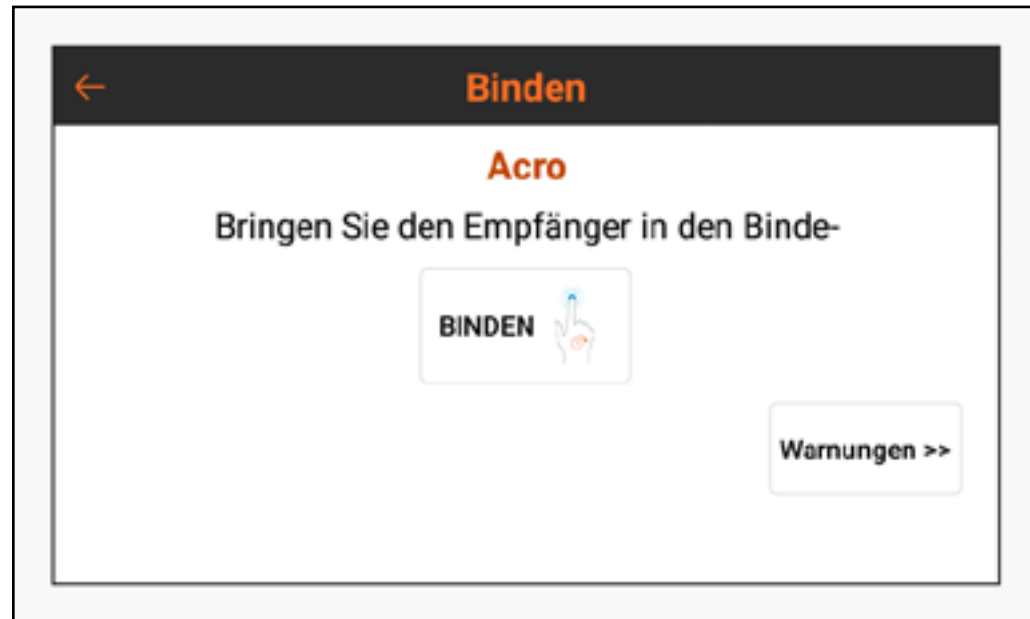 ←
Binden
Acro
Bringen Sie den Empfänger in den Binde-
BINDEN
Warnungen >>